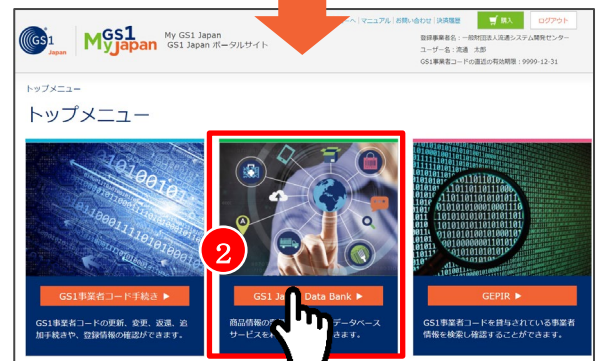 へ｜マニュアル｜お問い合わせ｜決済履歴
購入
ログアウト
GS1
Japan
My GS1 Japan
My GS1 Japan
GS1 Japan ポータルサイト
登録事業者名：一般財団法人流通システム開発センター
ユーザー名：流通 太郎
GS1事業者コードの直近の有効期限：9999-12-31
トップメニュー
トップメニュー
2
GS1事業者コード手続き ▶
GS1事業者コードの更新、変更、返還、追
加手続きや、登録情報の確認ができます。
GS1 Ja Data Bank ▶
商品情報の データベース
サービスを きます。
GEPIR ▶
GS1事業者コードを貸与されている事業者
情報を検索し確認することができます。